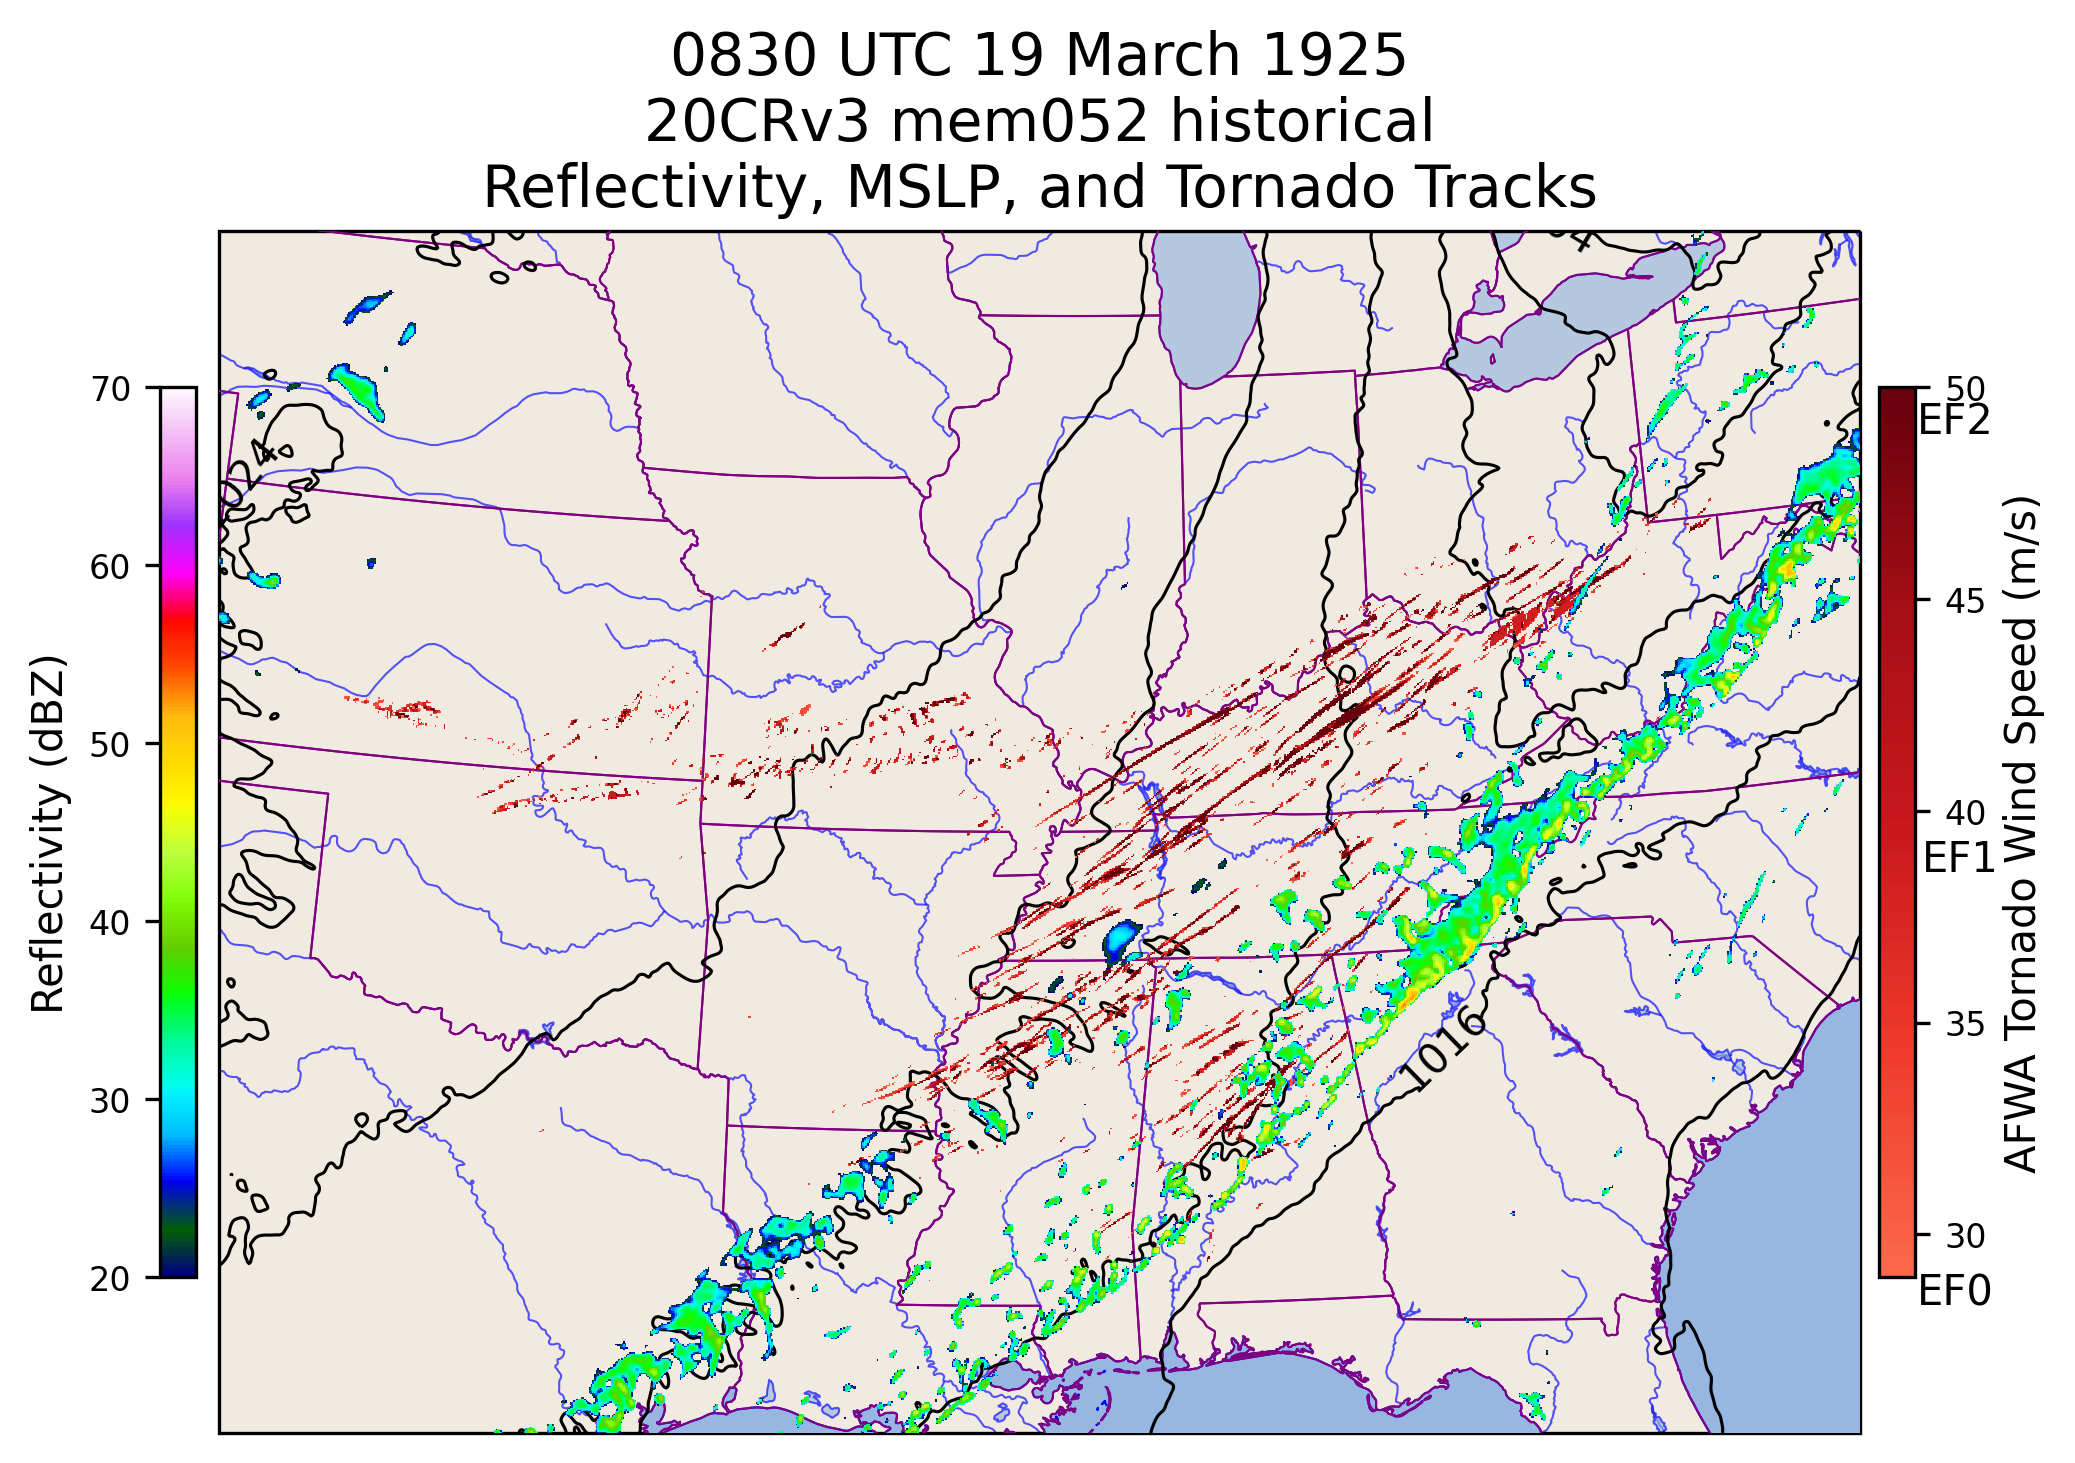 0830 UTC 19 March 1925
20CRv3 mem052 historical
Reflectivity, MSLP, and Tornado Tracks
Reflectivity (dBZ)
70
60
50
40
30
20
1016
50
EF2
45
40
EF1
35
30
EF0
AFWA Tornado Wind Speed (m/s)